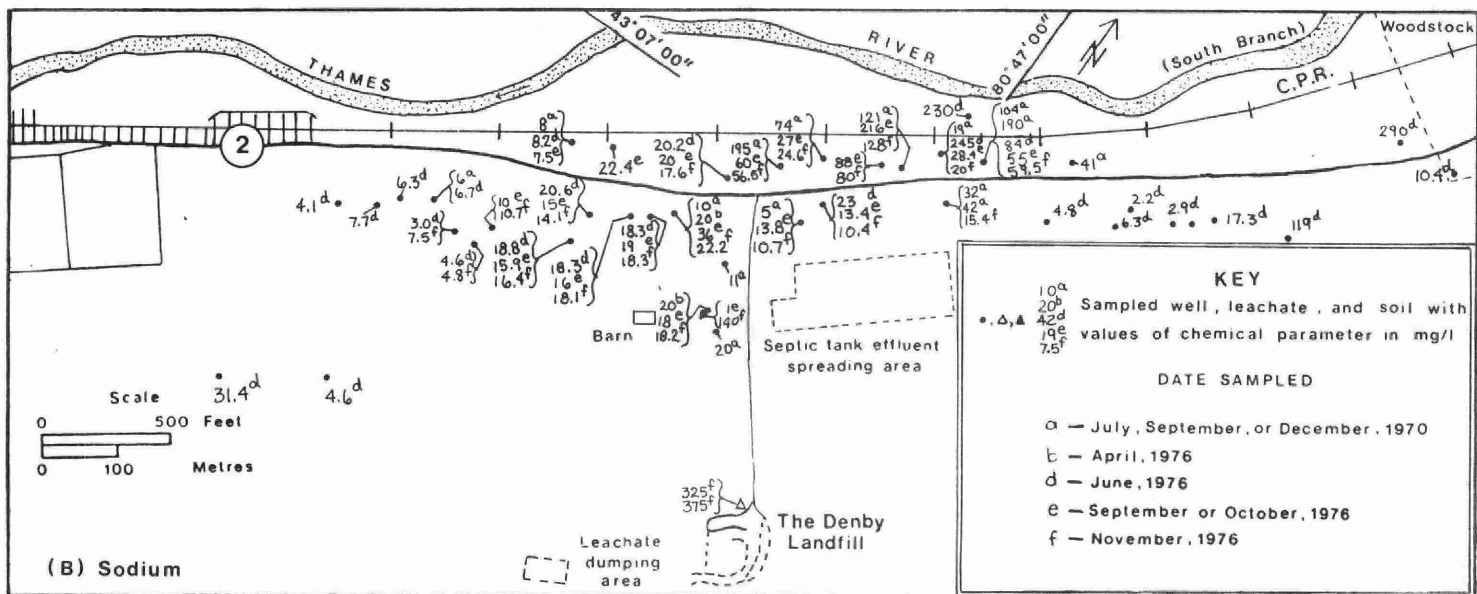 THAMES
RIVER
(South Branch)
Woodstock
C.P.R.
43°07'00"
80°47'00"
N
2
8ᵃ
8.2ᵈ
7.5ᵉ
22.4ᵉ
20.2ᵈ
20ᵉ
17.6ᶠ
195ᵃ
60ᵉ
56.5ᶠ
74ᵃ
27ᵉ
24.6ᶠ
121ᵃ
216ᵉ
128ᶠ
88ᵉ
80ᶠ
230ᵈ
19ᵃ
245ᵈ
28.4ᵉ
20ᶠ
104ᵃ
190ᵃ
84ᵈ
55ᵉ
59.5ᶠ
41ᵃ
290ᵈ
10.4ᵈ
4.1ᵈ
7.7ᵈ
6.3ᵈ
6ᵃ
6.7ᵈ
3.0ᵈ
7.5ᶠ
10ᵉ
10.7ᶠ
4.6ᵈ
4.8ᶠ
20.6ᵈ
15ᵉ
14.1ᶠ
18.8ᵈ
15.9ᵉ
16.4ᶠ
18.3ᵈ
16ᵉ
18.1ᶠ
18.3ᵈ
19ᵉ
18.3ᶠ
10ᵃ
20ᵇ
36ᵉ
22.2ᶠ
11ᵃ
5ᵃ
13.8ᵉ
10.7ᶠ
23ᵈ
13.4ᵉ
10.4ᶠ
32ᵃ
42ᵃ
15.4ᶠ
4.8ᵈ
2.2ᵈ
6.3ᵈ
2.9ᵈ
17.3ᵈ
119ᵈ
Barn
20ᵇ
18ᵉ
18.2ᶠ
1ᵉ
140ᶠ
20ᵃ
Septic tank effluent
spreading area
31.4ᵈ
4.6ᵈ
Scale
0 500 Feet
0 100 Metres
325ᶠ
375ᶠ
The Denby
Landfill
Leachate
dumping
area
(B) Sodium
KEY
10ᵃ
20ᵇ
42ᵈ
19ᵉ
7.5ᶠ
•, △, ▲ Sampled well, leachate, and soil with
values of chemical parameter in mg/l
DATE SAMPLED
a — July, September, or December, 1970
b — April, 1976
d — June, 1976
e — September or October, 1976
f — November, 1976